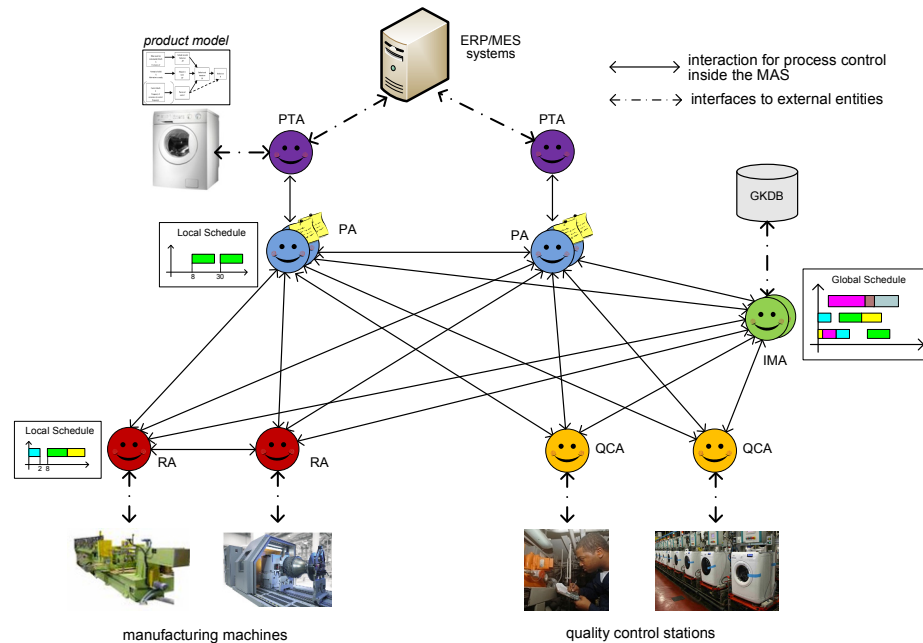 product model
ERP/MES
systems
interaction for process control
inside the MAS
interfaces to external entities
PTA
PTA
GKDB
Local Schedule
8
30
PA
PA
Global Schedule
IMA
Local Schedule
2
8
RA
RA
QCA
QCA
manufacturing machines
quality control stations